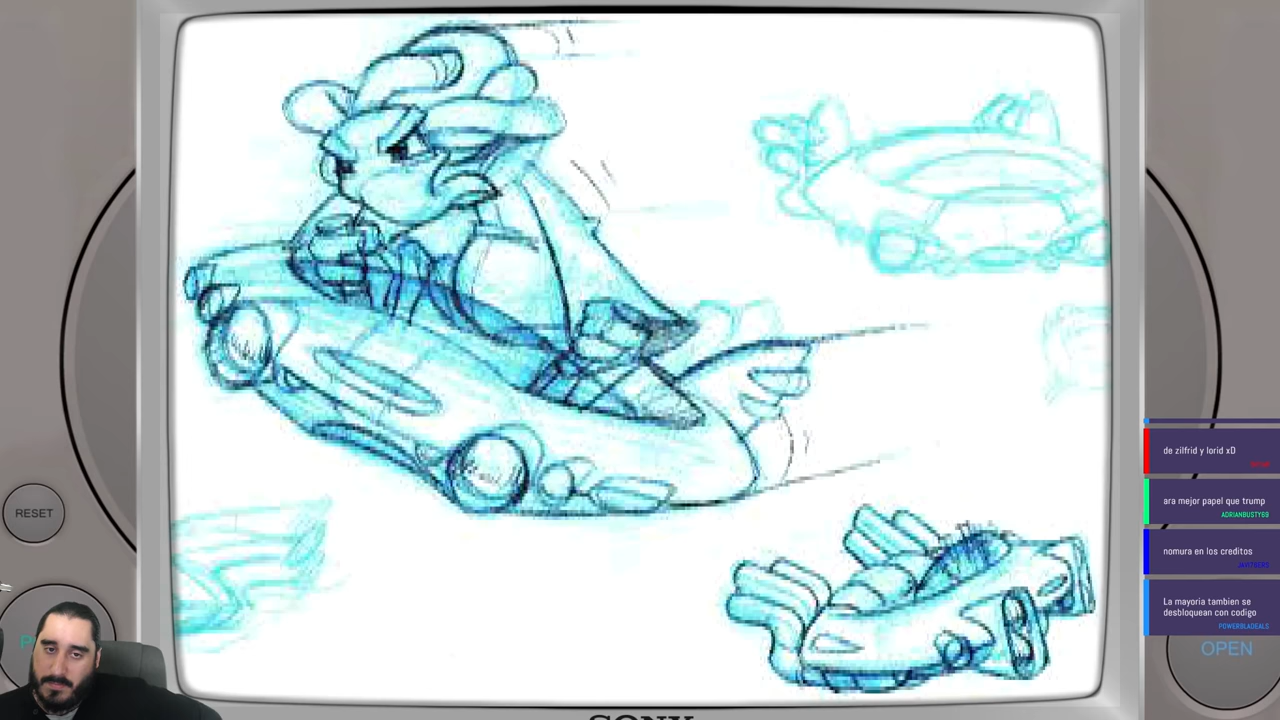 RESET
P
de zilfrid y lorid xD
ara mejor papel que trump
ADRIANBUSTY69
nomura en los creditos
La mayoria tambien se
desbloquean con codigo
POWERBLADEALS
OPEN
SONY